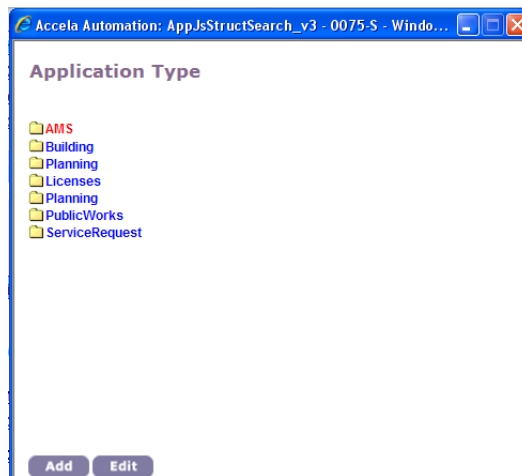 Accela Automation: AppJsStructSearch_v3 - 0075-S - Windo...
Application Type
AMS
Building
Planning
Licenses
Planning
PublicWorks
ServiceRequest
Add Edit